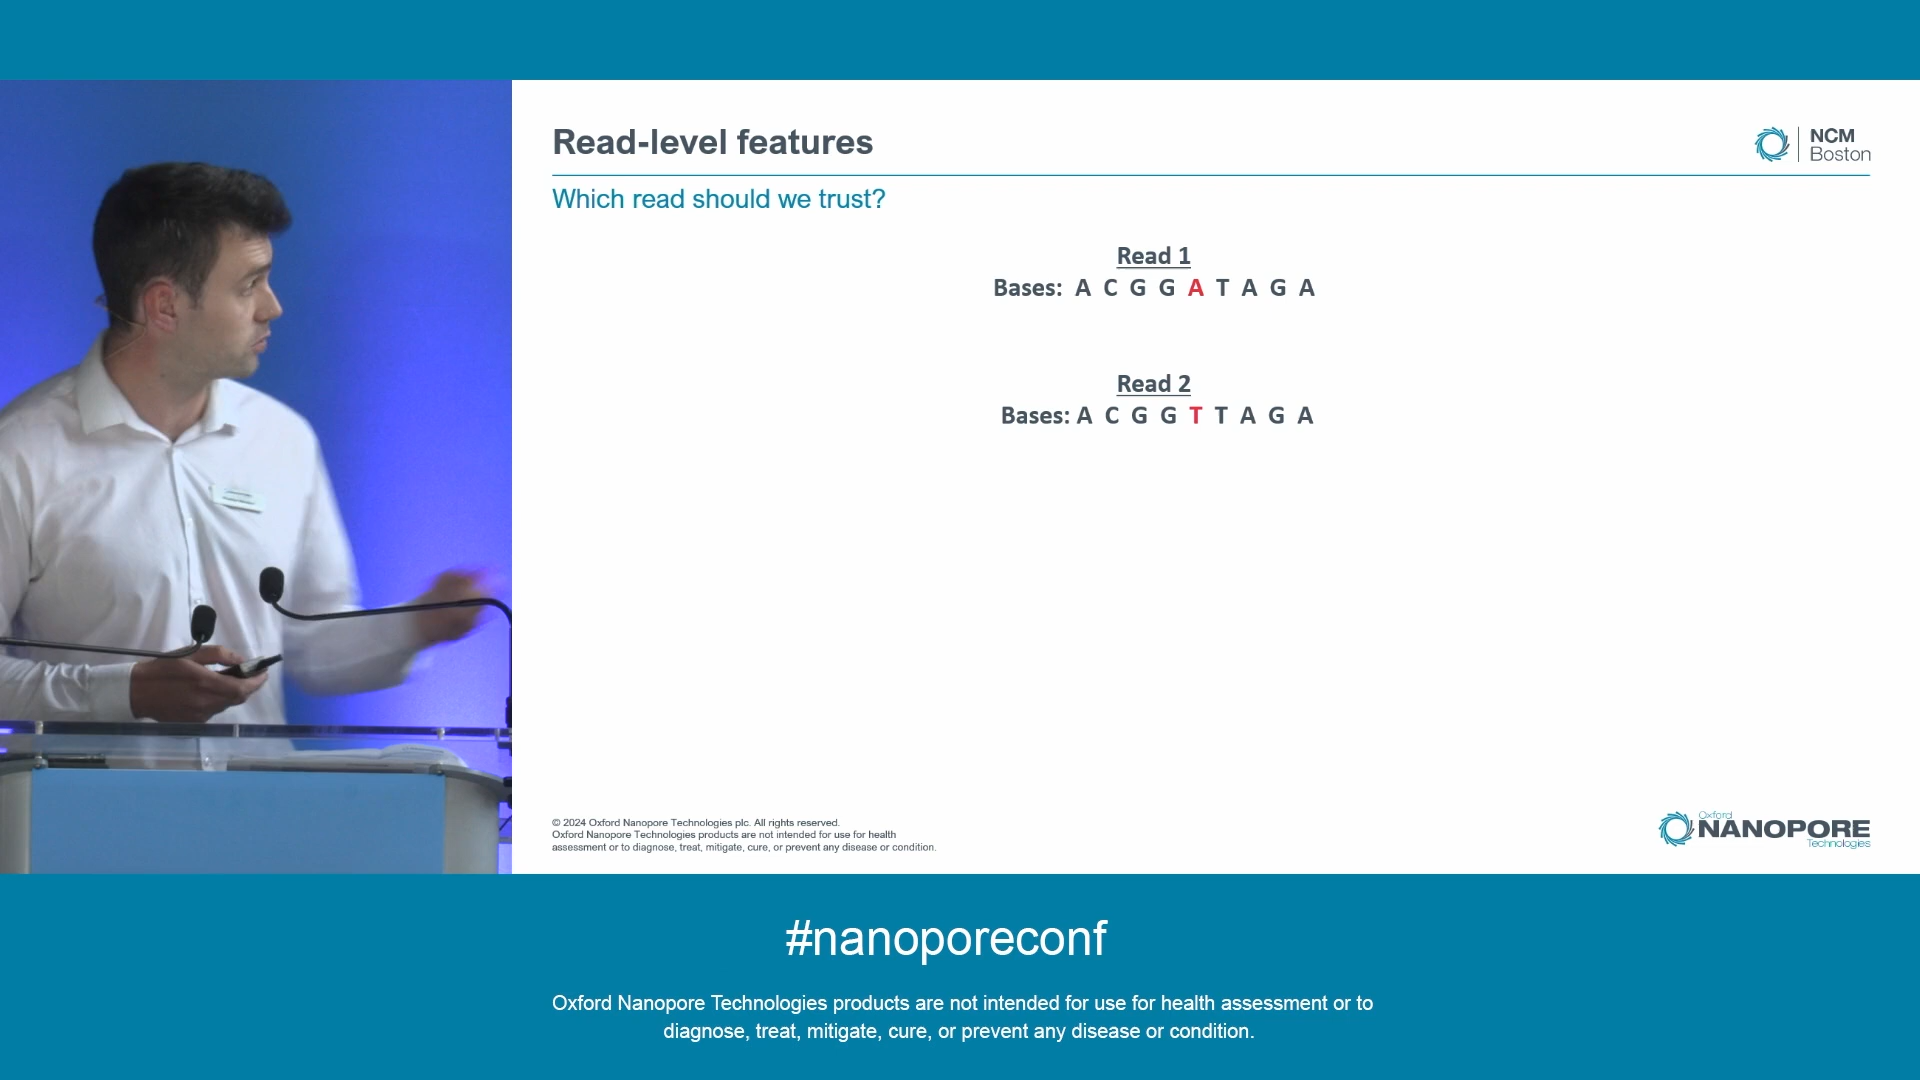 Read-level features
NCM
Boston
Which read should we trust?
Read 1
Bases: A C G G A T A G A
Read 2
Bases: A C G G T T A G A
© 2024 Oxford Nanopore Technologies plc. All rights reserved.
Oxford Nanopore Technologies products are not intended for use for health
assessment or to diagnose, treat, mitigate, cure, or prevent any disease or condition.
Oxford
NANOPORE
Technologies
#nanoporeconf
Oxford Nanopore Technologies products are not intended for use for health assessment or to
diagnose, treat, mitigate, cure, or prevent any disease or condition.